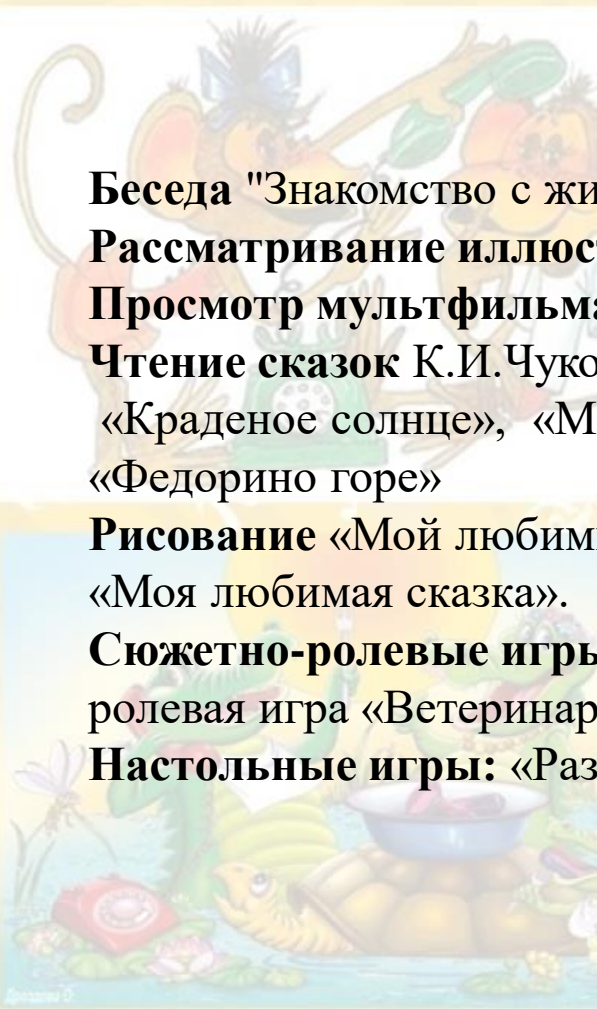 Беседа "Знакомство с жи
Рассматривание иллюст
Просмотр мультфильма
Чтение сказок К.И.Чуко
«Краденое солнце», «М
«Федорино горе»
Рисование «Мой любим
«Моя любимая сказка».
Сюжетно-ролевые игры
ролевая игра «Ветеринар
Настольные игры: «Раз